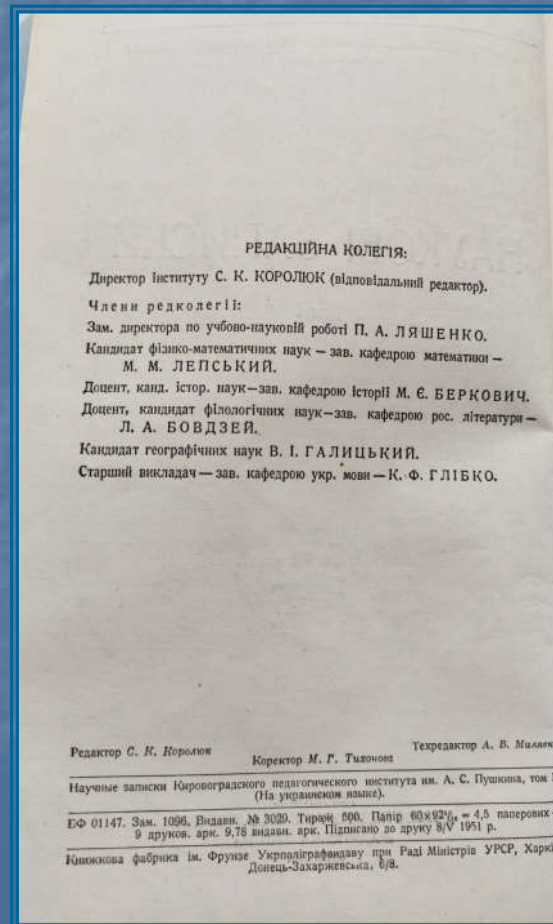 РЕДАКЦІЙНА КОЛЕГІЯ:
Директор Інституту С. К. КОРОЛЮК (відповідальний редактор).
Члени редколегії:
Зам. директора по учбово-науковій роботі П. А. ЛЯШЕНКО.
Кандидат фізико-математичних наук — зав. кафедрою математики —
М. М. ЛЕПСЬКИЙ.
Доцент, канд. істор. наук—зав. кафедрою історії М. Є. БЕРКОВИЧ.
Доцент, кандидат філологічних наук—зав. кафедрою рос. літератури—
Л. А. БОВДЗЕЙ.
Кандидат географічних наук В. І. ГАЛИЦЬКИЙ.
Старший викладач — зав. кафедрою укр. мови — К. Ф. ГЛІБКО.
Редактор С. К. Королюк
Коректор М. Г. Тихонова
Техредактор А. В.
Научные записки Кировоградского педагогического института им. А. С. Пушкина, том
(На украинском языке).
БФ 01147. Зам. 1096. Видавн. № 3029. Тираж 500. Папір = 4,5 паперових
9 друков. арк. 9,78 видавн. арк. Підписано до друку 8/V 1951 р.
Книжкова фабрика ім. Фрунзе Укрполіграфвидаву при Раді Міністрів УРСР,
Донець-Захаржевська, 6/8.